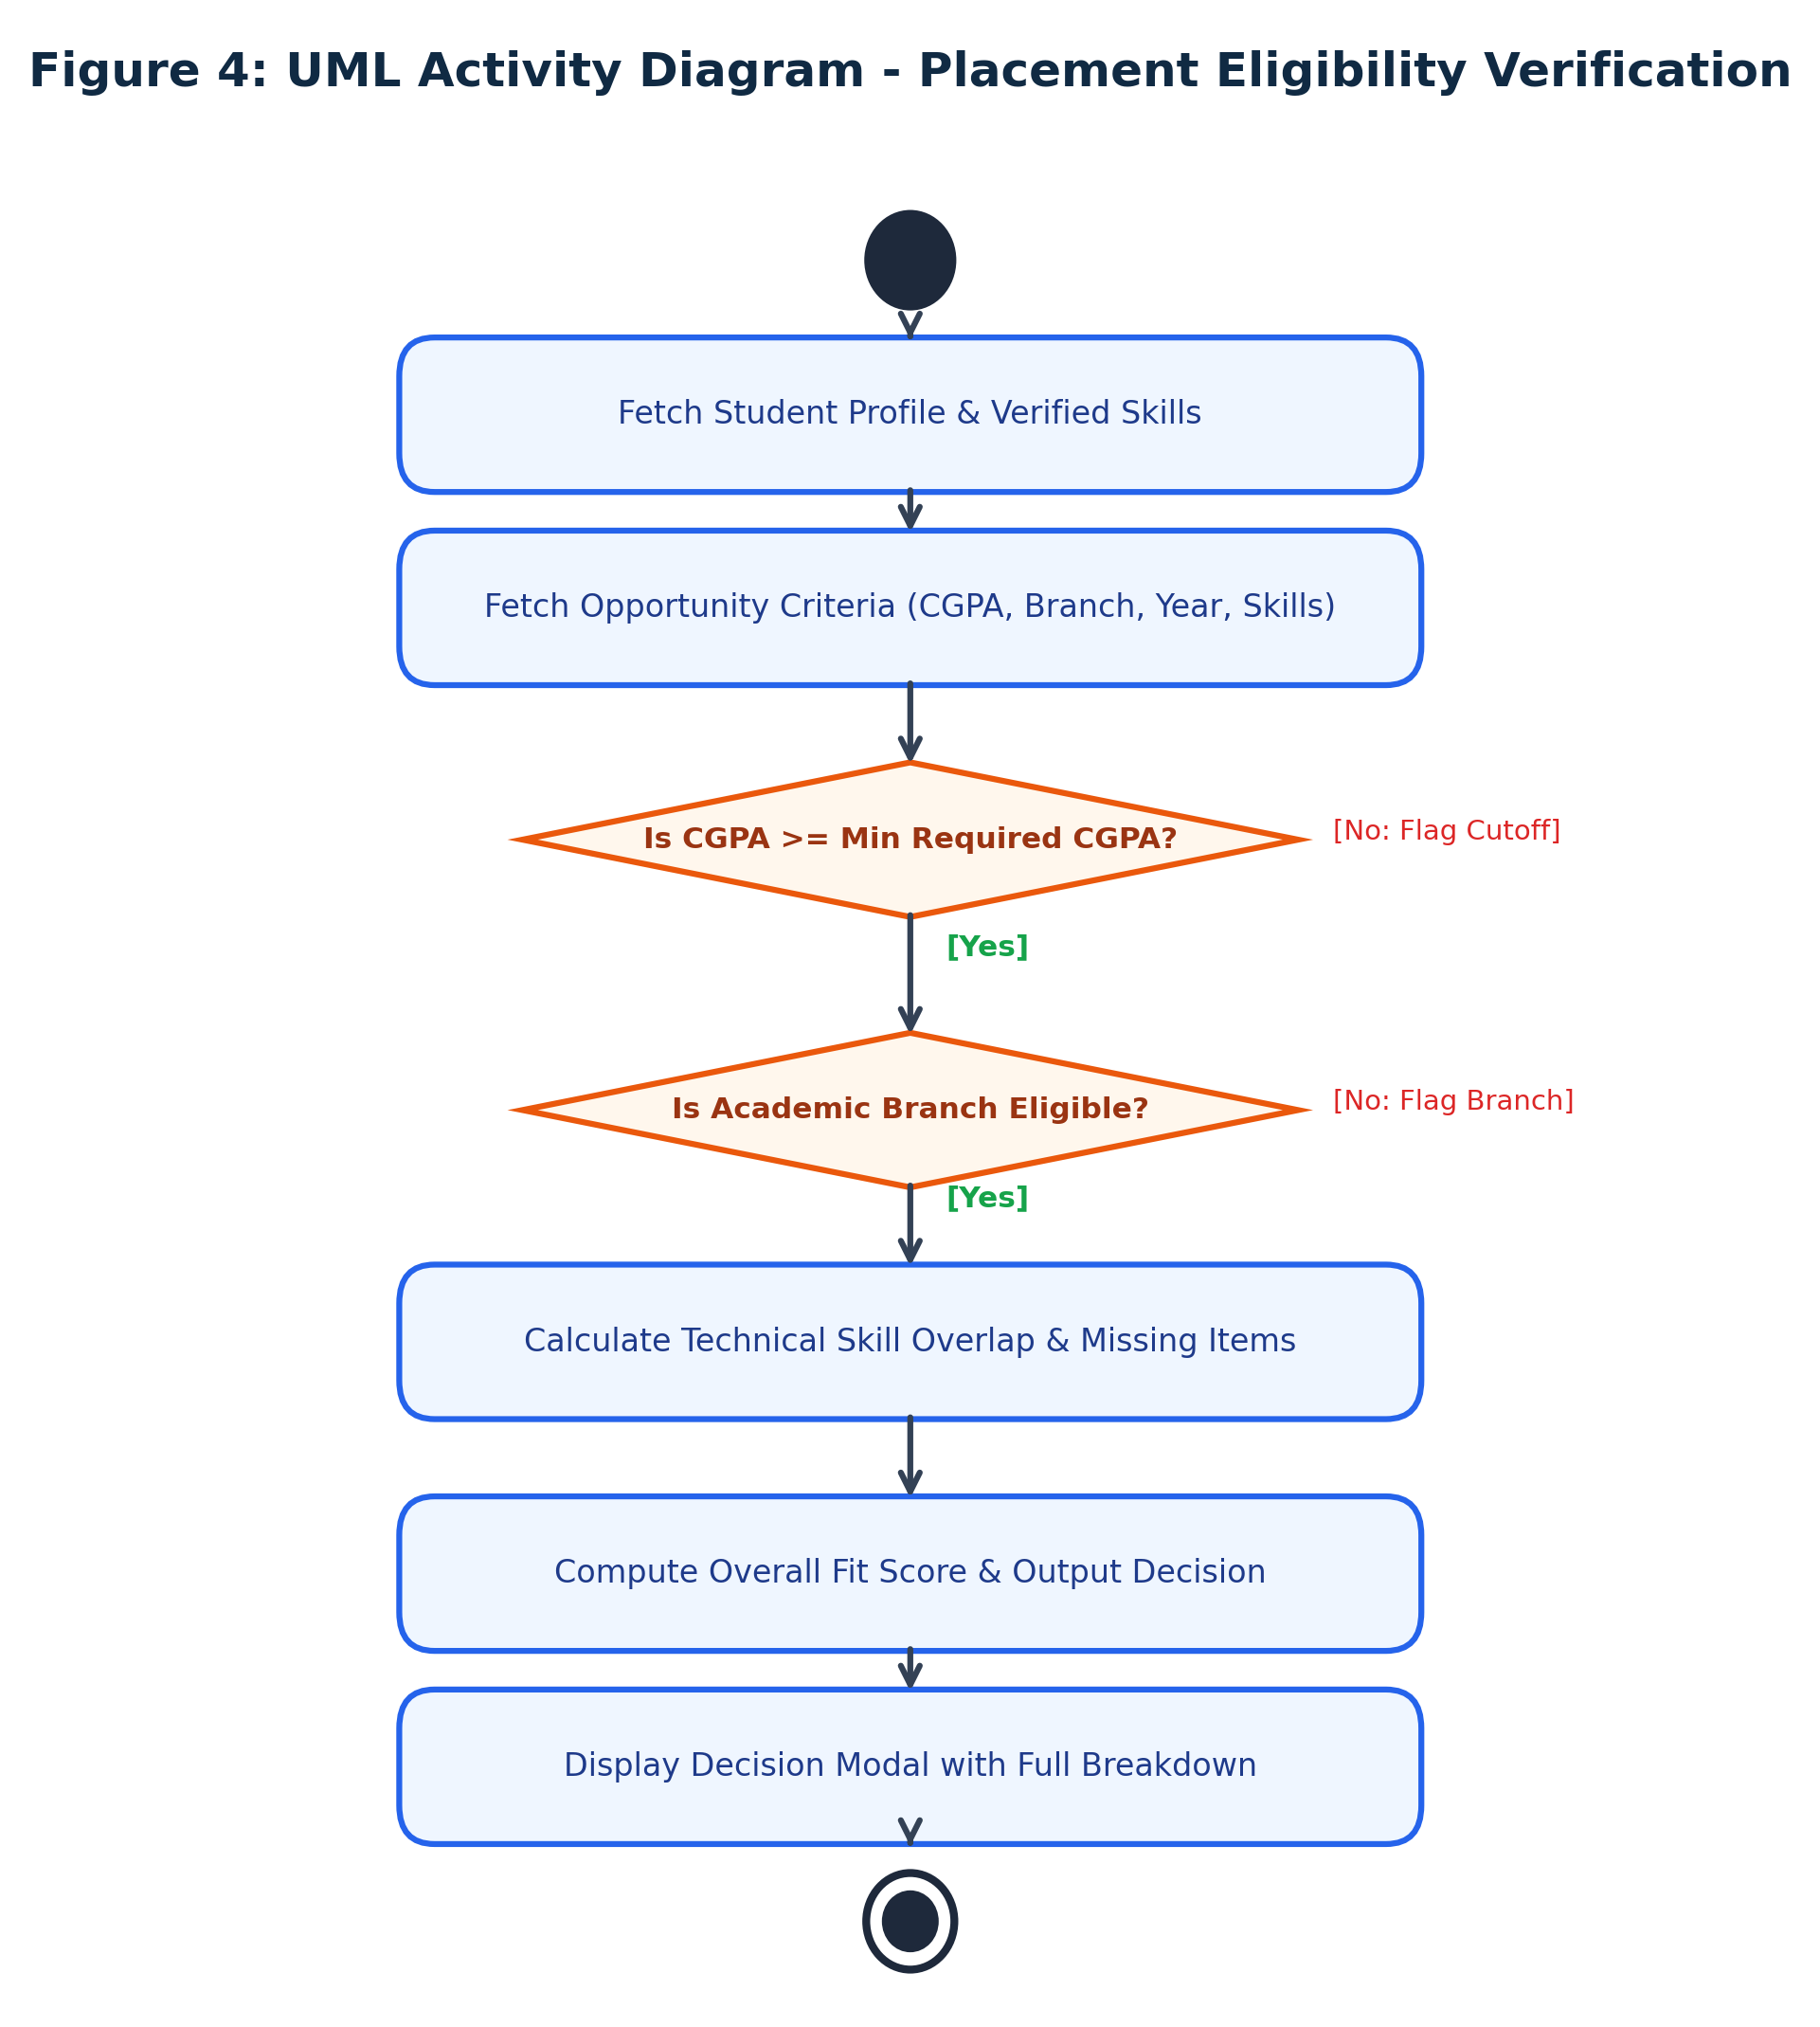 Figure 4: UML Activity Diagram - Placement Eligibility Verification
Fetch Student Profile & Verified Skills
Fetch Opportunity Criteria (CGPA, Branch, Year, Skills)
Is CGPA >= Min Required CGPA?
[No: Flag Cutoff]
[Yes]
Is Academic Branch Eligible?
[No: Flag Branch]
[Yes]
Calculate Technical Skill Overlap & Missing Items
Compute Overall Fit Score & Output Decision
Display Decision Modal with Full Breakdown